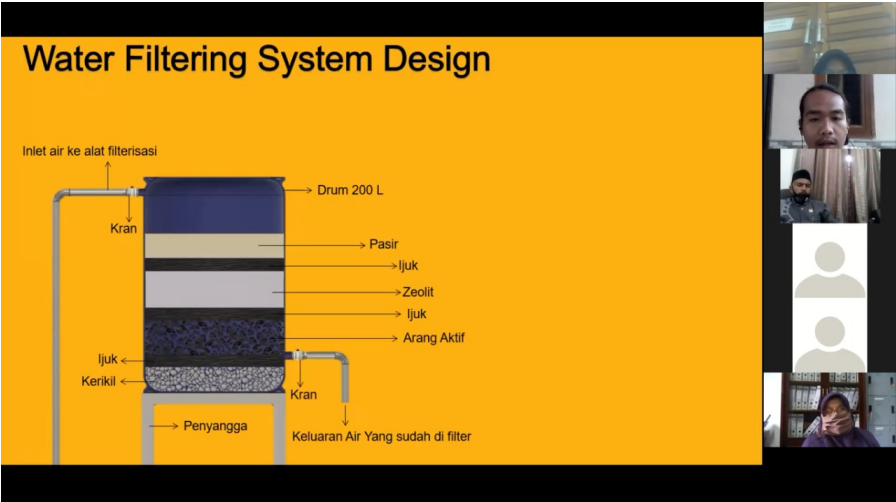 Water Filtering System Design
Inlet air ke alat filterisasi
Drum 200 L
Kran
Pasir
Ijuk
Zeolit
Ijuk
Arang Aktif
Ijuk
Kerikil
Kran
Penyangga
Keluaran Air Yang sudah di filter